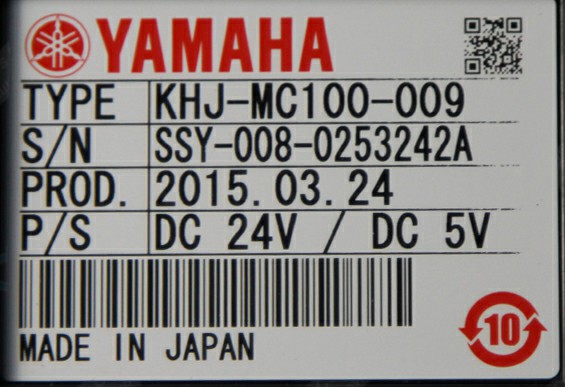 YAMAHA
TYPE KHJ-MC100-009
S/N SSY-008-0253242A
PROD. 2015.03.24
P/S DC 24V / DC 5V
10
MADE IN JAPAN